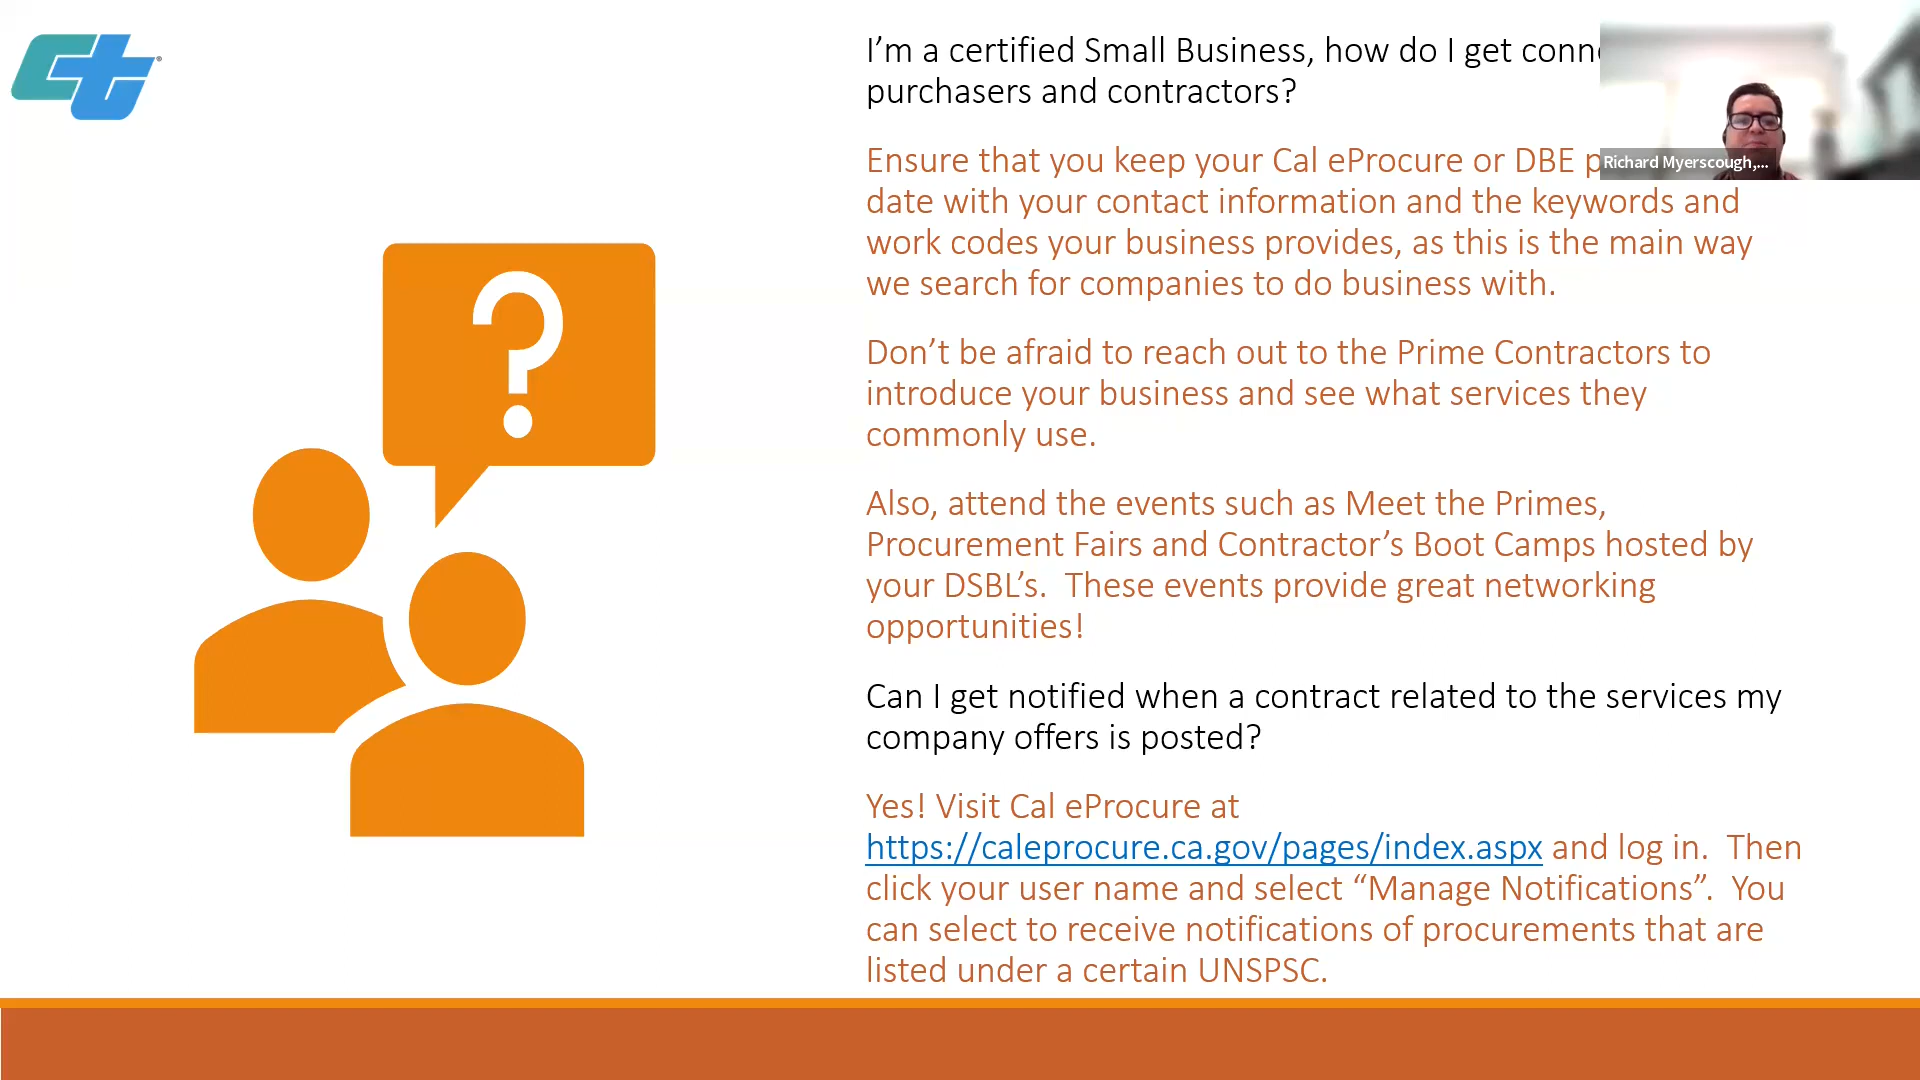 I’m a certified Small Business, how do I get
purchasers and contractors?
Ensure that you keep your Cal eProcure or DBE
date with your contact information and the keywords and
work codes your business provides, as this is the main way
we search for companies to do business with.
Don’t be afraid to reach out to the Prime Contractors to
introduce your business and see what services they
commonly use.
Also, attend the events such as Meet the Primes,
Procurement Fairs and Contractor’s Boot Camps hosted by
your DSBL’s.  These events provide great networking
opportunities!
Can I get notified when a contract related to the services my
company offers is posted?
Yes! Visit Cal eProcure at
https://caleprocure.ca.gov/pages/index.aspx and log in.  Then
click your user name and select “Manage Notifications”.  You
can select to receive notifications of procurements that are
listed under a certain UNSPSC.
Richard Myerscough,...
ct
?